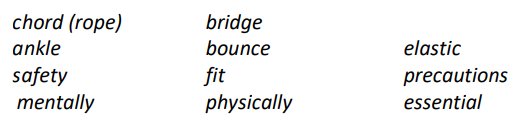 chord (rope) bridge
ankle bounce elastic
safety fit precautions
mentally physically essential